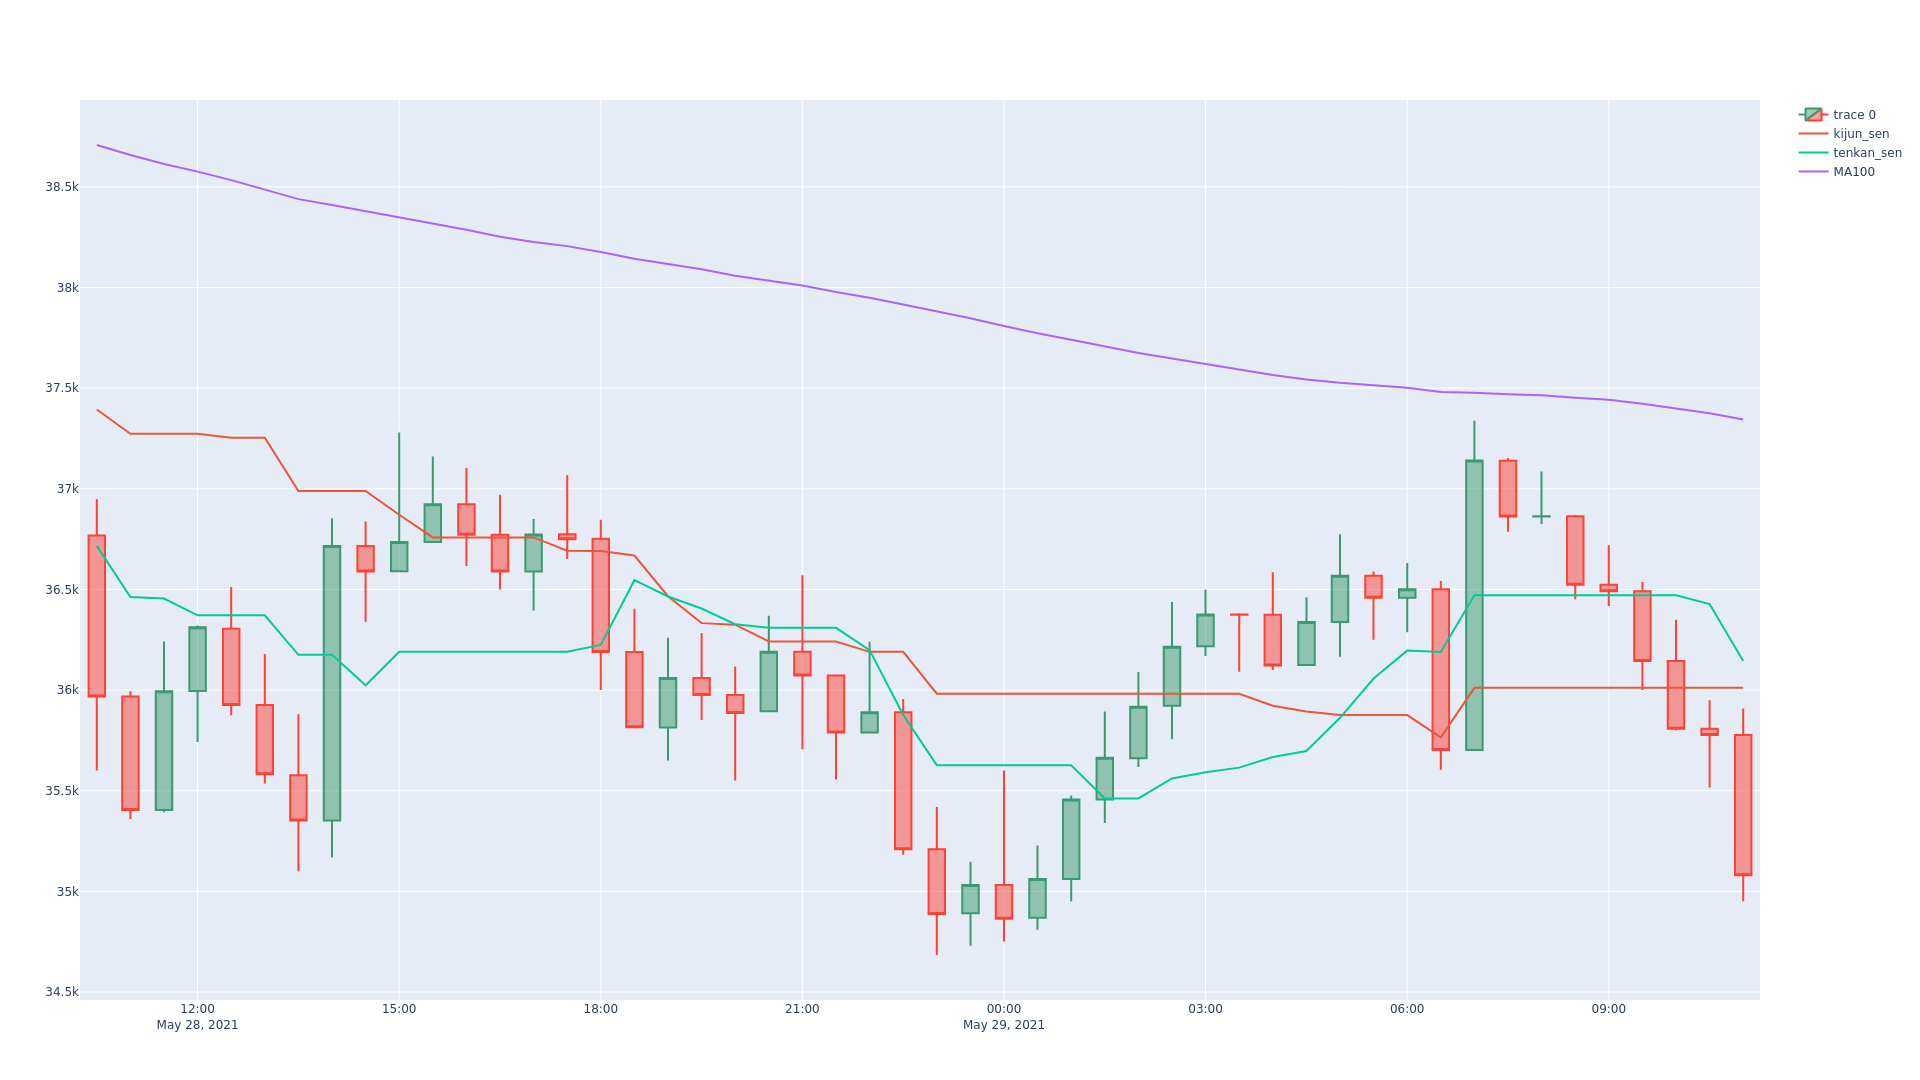 trace 0
kijun_sen
tenkan_sen
MA100
38.5k
38k
37.5k
37k
36.5k
36k
35.5k
35k
34.5k
12:00 15:00 18:00 21:00 00:00 03:00 06:00 09:00
May 28, 2021 May 29, 2021